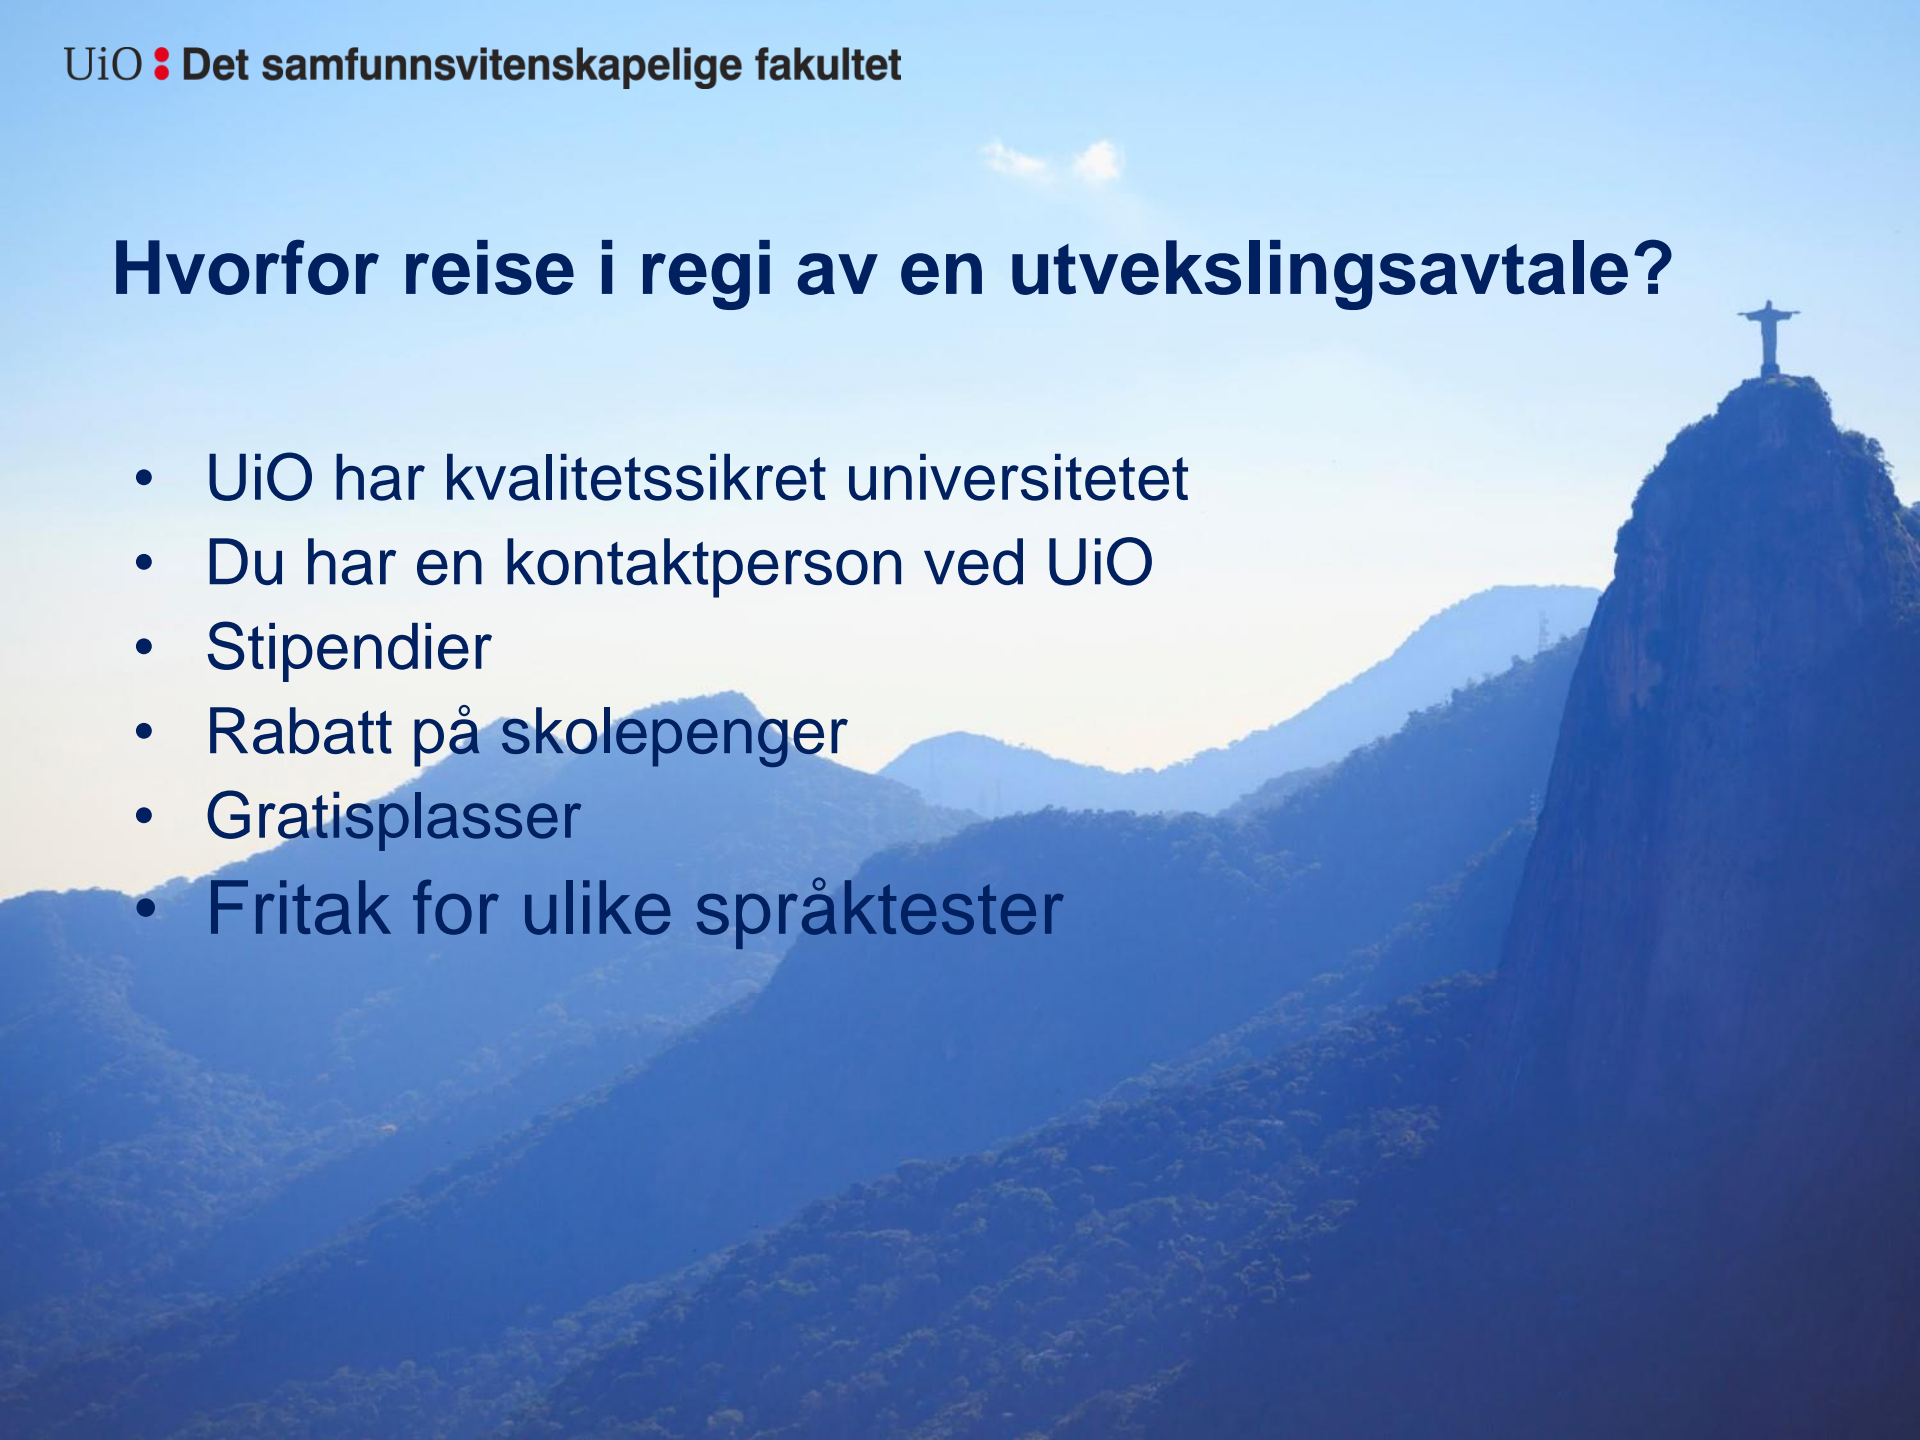 UiO : Det samfunnsvitenskapelige fakultet
Hvorfor reise i regi av en utvekslingsavtale?
• UiO har kvalitetssikret universitetet
• Du har en kontaktperson ved UiO
• Stipendier
• Rabatt på skolepenger
• Gratisplasser
• Fritak for ulike språktester